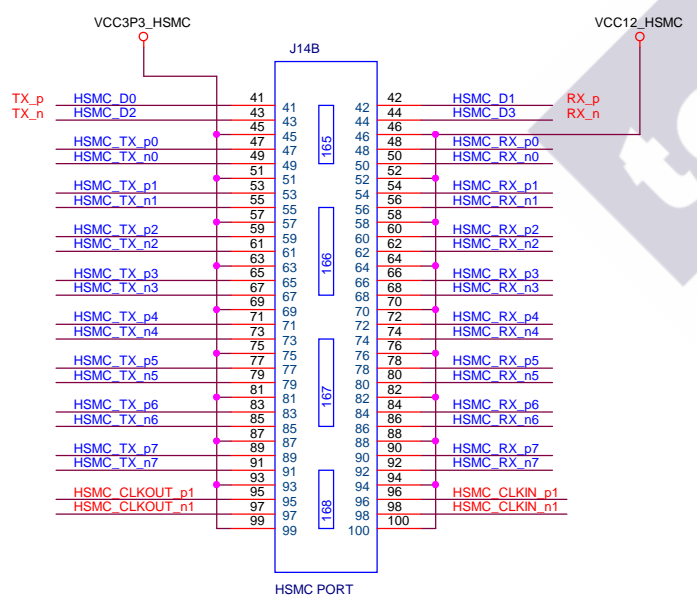 VCC3P3_HSMC VCC12_HSMC
J14B
TX_p HSMC_D0 41 41 42 42 HSMC_D1 RX_p
TX_n HSMC_D2 43 43 44 44 HSMC_D3 RX_n
45 45 46 46
HSMC_TX_p0 47 47 48 48 HSMC_RX_p0
HSMC_TX_n0 49 49 50 50 HSMC_RX_n0
165
51 51 52 52
HSMC_TX_p1 53 53 54 54 HSMC_RX_p1
HSMC_TX_n1 55 55 56 56 HSMC_RX_n1
57 57 58 58
HSMC_TX_p2 59 59 60 60 HSMC_RX_p2
HSMC_TX_n2 61 61 62 62 HSMC_RX_n2
166
63 63 64 64
HSMC_TX_p3 65 65 66 66 HSMC_RX_p3
HSMC_TX_n3 67 67 68 68 HSMC_RX_n3
69 69 70 70
HSMC_TX_p4 71 71 72 72 HSMC_RX_p4
HSMC_TX_n4 73 73 74 74 HSMC_RX_n4
75 75 76 76
HSMC_TX_p5 77 77 78 78 HSMC_RX_p5
HSMC_TX_n5 79 79 80 80 HSMC_RX_n5
167
81 81 82 82
HSMC_TX_p6 83 83 84 84 HSMC_RX_p6
HSMC_TX_n6 85 85 86 86 HSMC_RX_n6
87 87 88 88
HSMC_TX_p7 89 89 90 90 HSMC_RX_p7
HSMC_TX_n7 91 91 92 92 HSMC_RX_n7
93 93 94 94
HSMC_CLKOUT_p1 95 95 96 96 HSMC_CLKIN_p1
HSMC_CLKOUT_n1 97 97 98 98 HSMC_CLKIN_n1
168
99 99 100 100
HSMC PORT